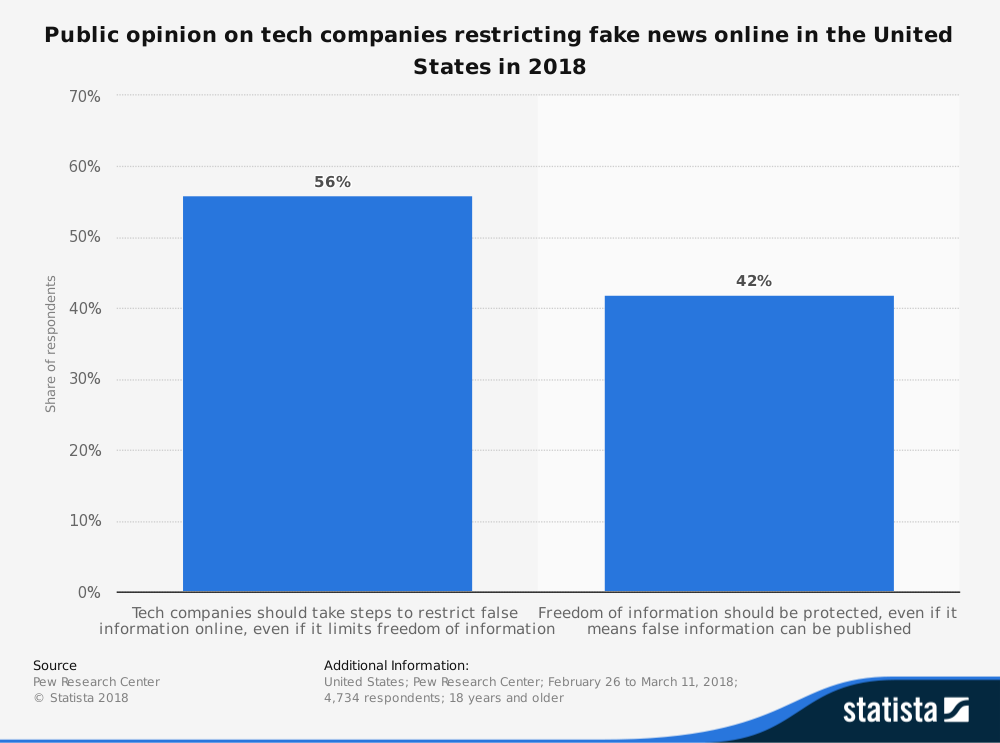 Public opinion on tech companies restricting fake news online in the United
States in 2018
70%
60%
50%
40%
30%
20%
10%
0%
Share of respondents
56%
42%
Tech companies should take steps to restrict false
information online, even if it limits freedom of information
Freedom of information should be protected, even if it
means false information can be published
Source
Pew Research Center
© Statista 2018
Additional Information:
United States; Pew Research Center; February 26 to March 11, 2018;
4,734 respondents; 18 years and older
statista